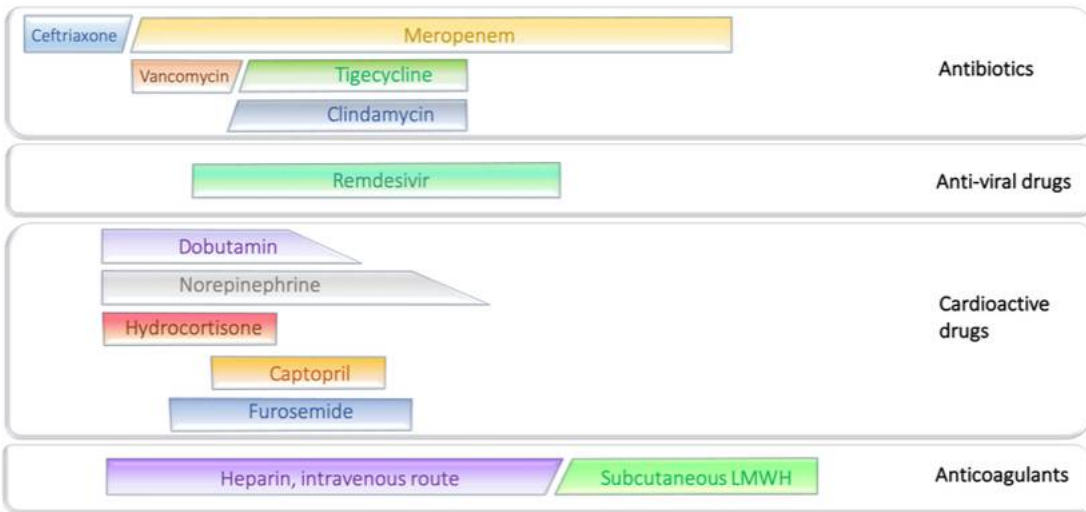 Ceftriaxone Meropenem
Vancomycin Tigecycline
Clindamycin
Antibiotics
Remdesivir
Anti-viral drugs
Dobutamin
Norepinephrine
Hydrocortisone
Captopril
Furosemide
Cardioactive
drugs
Heparin, intravenous route Subcutaneous LMWH
Anticoagulants